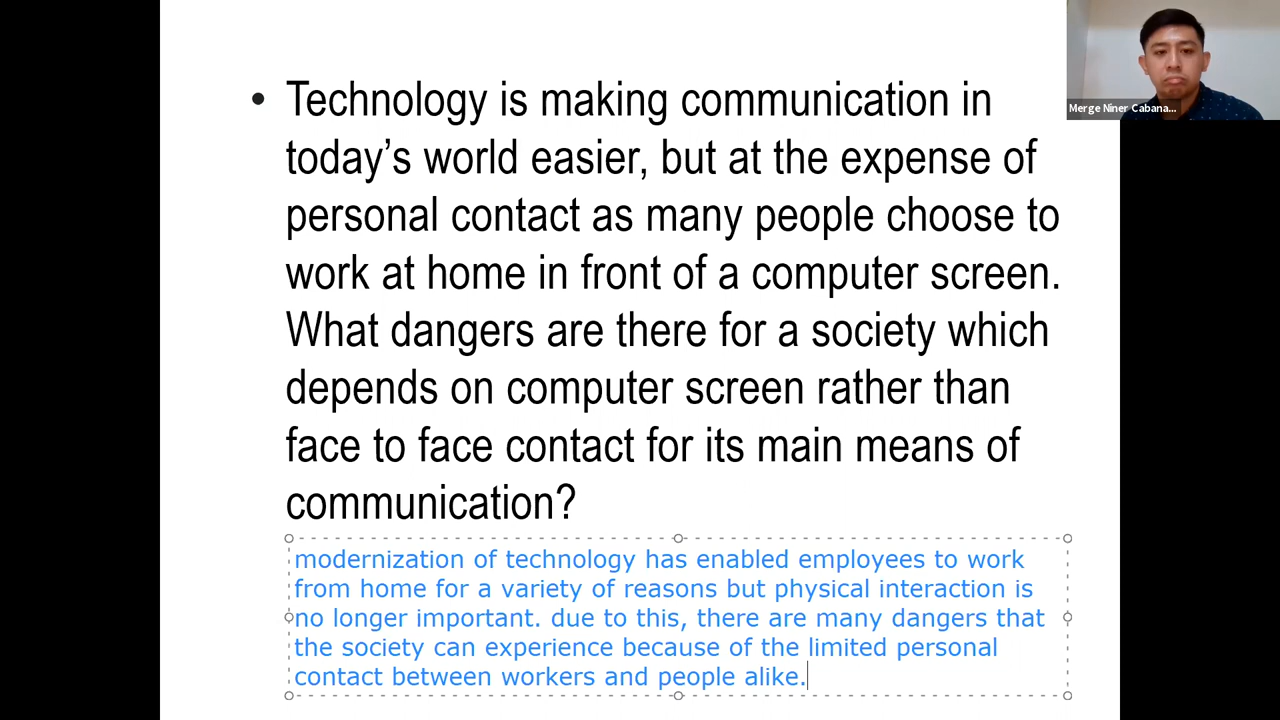 Merge Niner Cabana...
• Technology is making communication in
today’s world easier, but at the expense of
personal contact as many people choose to
work at home in front of a computer screen.
What dangers are there for a society which
depends on computer screen rather than
face to face contact for its main means of
communication?
modernization of technology has enabled employees to work
from home for a variety of reasons but physical interaction is
no longer important. due to this, there are many dangers that
the society can experience because of the limited personal
contact between workers and people alike.